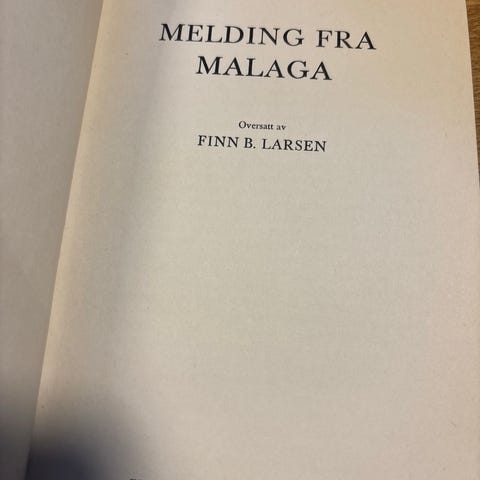 MELDING FRA
MALAGA
Oversatt av
FINN B. LARSEN